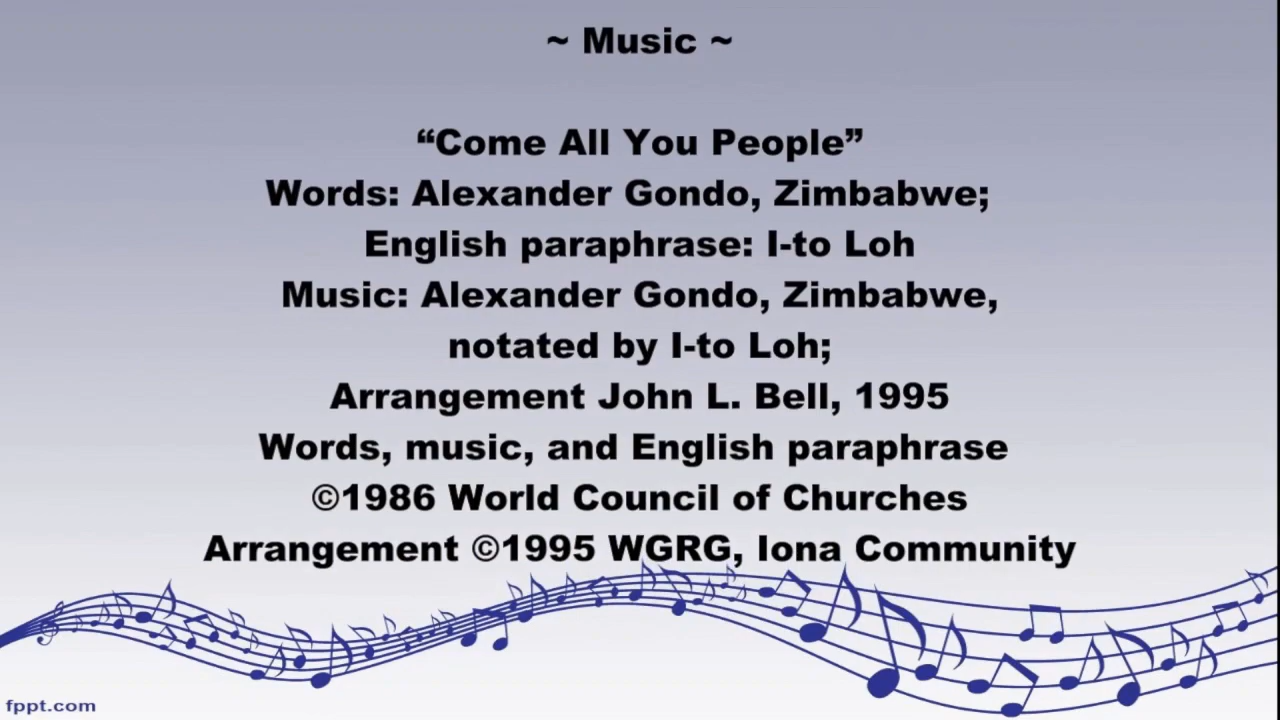 ~ Music ~
“Come All You People”
Words: Alexander Gondo, Zimbabwe;
English paraphrase: I-to Loh
Music: Alexander Gondo, Zimbabwe,
notated by I-to Loh;
Arrangement John L. Bell, 1995
Words, music, and English paraphrase
©1986 World Council of Churches
Arrangement ©1995 WGRG, Iona Community
fppt.com